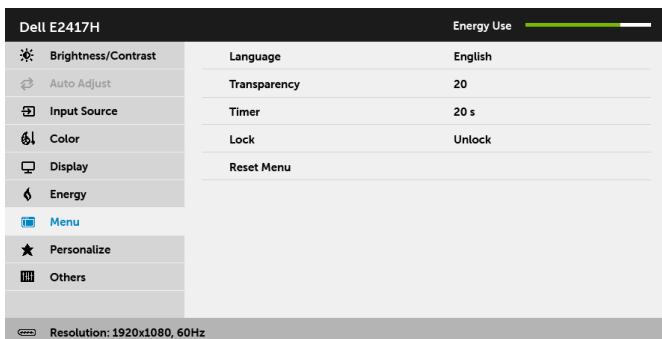 Dell E2417H Energy Use
Brightness/Contrast Language English
Auto Adjust Transparency 20
Input Source Timer 20 s
Color Lock Unlock
Display Reset Menu
Energy
Menu
Personalize
Others
Resolution: 1920x1080, 60Hz